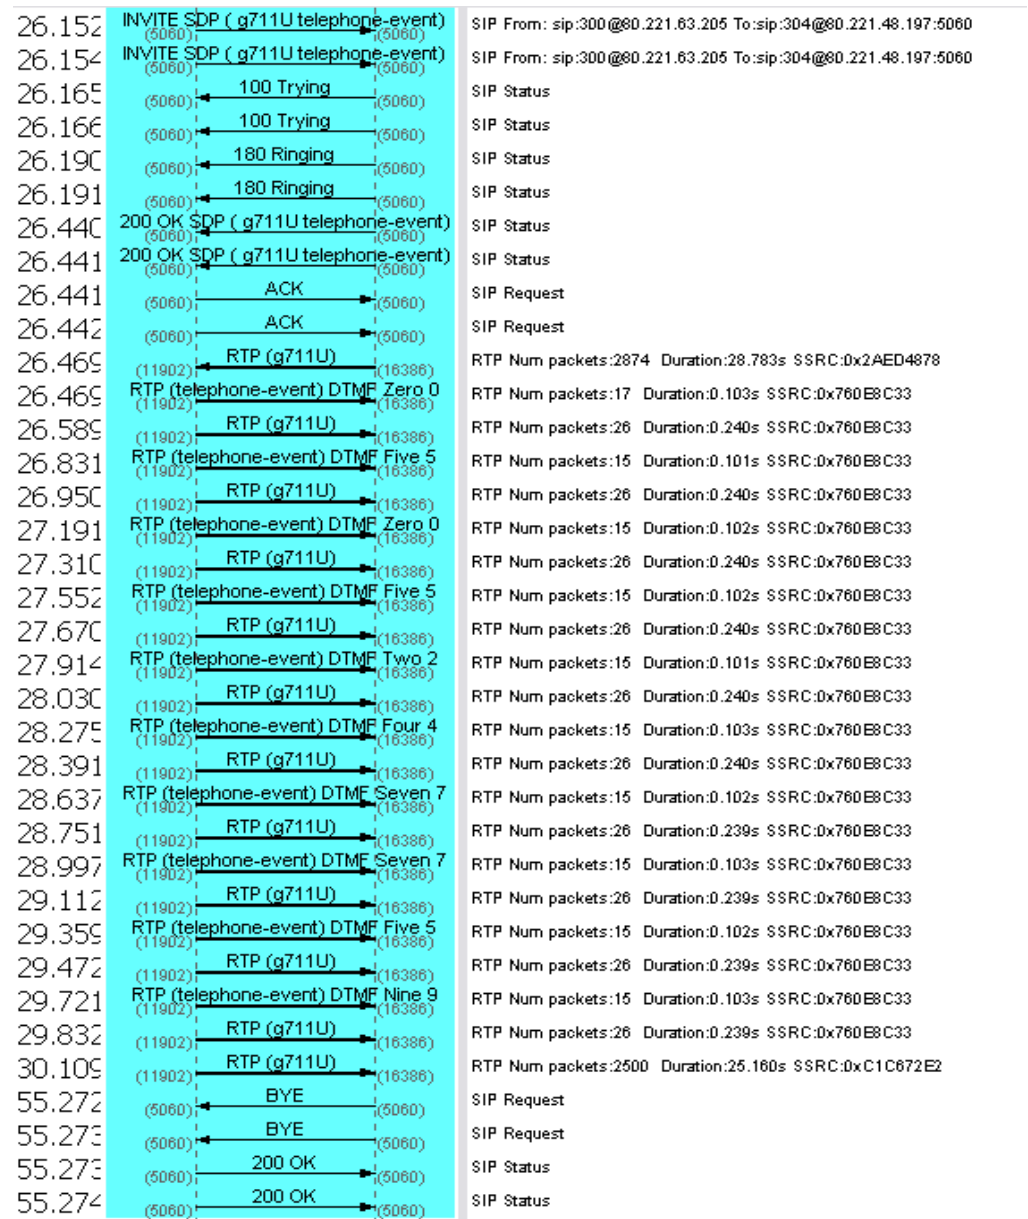 26.152 INVITE SDP ( g711U telephone-event) (5060) (5060) SIP From: sip:300@80.221.63.205 To:sip:304@80.221.48.197:5060
26.154 INVITE SDP ( g711U telephone-event) (5060) (5060) SIP From: sip:300@80.221.63.205 To:sip:304@80.221.48.197:5060
26.165 100 Trying (5060) (5060) SIP Status
26.166 100 Trying (5060) (5060) SIP Status
26.190 180 Ringing (5060) (5060) SIP Status
26.191 180 Ringing (5060) (5060) SIP Status
26.440 200 OK SDP ( g711U telephone-event) (5060) (5060) SIP Status
26.441 200 OK SDP ( g711U telephone-event) (5060) (5060) SIP Status
26.441 ACK (5060) (5060) SIP Request
26.442 ACK (5060) (5060) SIP Request
26.469 RTP (g711U) (11902) (16386) RTP Num packets:2874 Duration:28.783s SSRC:0x2AED4878
26.469 RTP (telephone-event) DTMF Zero 0 (11902) (16386) RTP Num packets:17 Duration:0.103s SSRC:0x760E8C33
26.589 RTP (g711U) (11902) (16386) RTP Num packets:26 Duration:0.240s SSRC:0x760E8C33
26.831 RTP (telephone-event) DTMF Five 5 (11902) (16386) RTP Num packets:15 Duration:0.101s SSRC:0x760E8C33
26.950 RTP (g711U) (11902) (16386) RTP Num packets:26 Duration:0.240s SSRC:0x760E8C33
27.191 RTP (telephone-event) DTMF Zero 0 (11902) (16386) RTP Num packets:15 Duration:0.102s SSRC:0x760E8C33
27.310 RTP (g711U) (11902) (16386) RTP Num packets:26 Duration:0.240s SSRC:0x760E8C33
27.552 RTP (telephone-event) DTMF Five 5 (11902) (16386) RTP Num packets:15 Duration:0.102s SSRC:0x760E8C33
27.670 RTP (g711U) (11902) (16386) RTP Num packets:26 Duration:0.240s SSRC:0x760E8C33
27.914 RTP (telephone-event) DTMF Two 2 (11902) (16386) RTP Num packets:15 Duration:0.101s SSRC:0x760E8C33
28.030 RTP (g711U) (11902) (16386) RTP Num packets:26 Duration:0.240s SSRC:0x760E8C33
28.275 RTP (telephone-event) DTMF Four 4 (11902) (16386) RTP Num packets:15 Duration:0.103s SSRC:0x760E8C33
28.391 RTP (g711U) (11902) (16386) RTP Num packets:26 Duration:0.240s SSRC:0x760E8C33
28.637 RTP (telephone-event) DTMF Seven 7 (11902) (16386) RTP Num packets:15 Duration:0.102s SSRC:0x760E8C33
28.751 RTP (g711U) (11902) (16386) RTP Num packets:26 Duration:0.239s SSRC:0x760E8C33
28.997 RTP (telephone-event) DTMF Seven 7 (11902) (16386) RTP Num packets:15 Duration:0.103s SSRC:0x760E8C33
29.112 RTP (g711U) (11902) (16386) RTP Num packets:26 Duration:0.239s SSRC:0x760E8C33
29.359 RTP (telephone-event) DTMF Five 5 (11902) (16386) RTP Num packets:15 Duration:0.102s SSRC:0x760E8C33
29.472 RTP (g711U) (11902) (16386) RTP Num packets:26 Duration:0.239s SSRC:0x760E8C33
29.721 RTP (telephone-event) DTMF Nine 9 (11902) (16386) RTP Num packets:15 Duration:0.103s SSRC:0x760E8C33
29.832 RTP (g711U) (11902) (16386) RTP Num packets:26 Duration:0.239s SSRC:0x760E8C33
30.109 RTP (g711U) (11902) (16386) RTP Num packets:2500 Duration:25.160s SSRC:0xC1C672E2
55.272 BYE (5060) (5060) SIP Request
55.273 BYE (5060) (5060) SIP Request
55.273 200 OK (5060) (5060) SIP Status
55.274 200 OK (5060) (5060) SIP Status